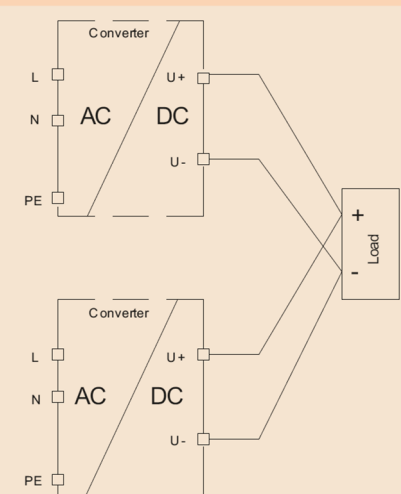 Converter
L
U+
N
AC
DC
U-
PE
+
Load
-
Converter
L
U+
N
AC
DC
U-
PE